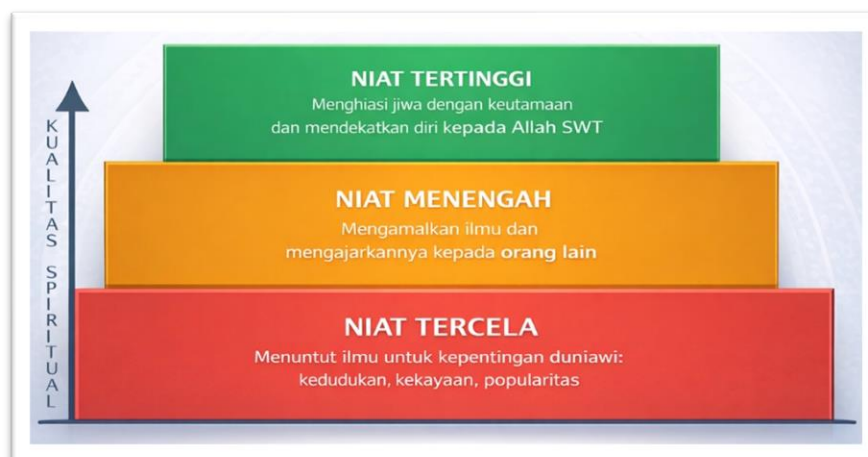 NIAT TERTINGGI
Menghiasi jiwa dengan keutamaan
dan mendekatkan diri kepada Allah SWT
NIAT MENENGAH
Mengamalkan ilmu dan
mengajarkannya kepada orang lain
NIAT TERCELA
Menuntut ilmu untuk kepentingan duniawi:
kedudukan, kekayaan, popularitas
KUALITAS SPIRITUAL